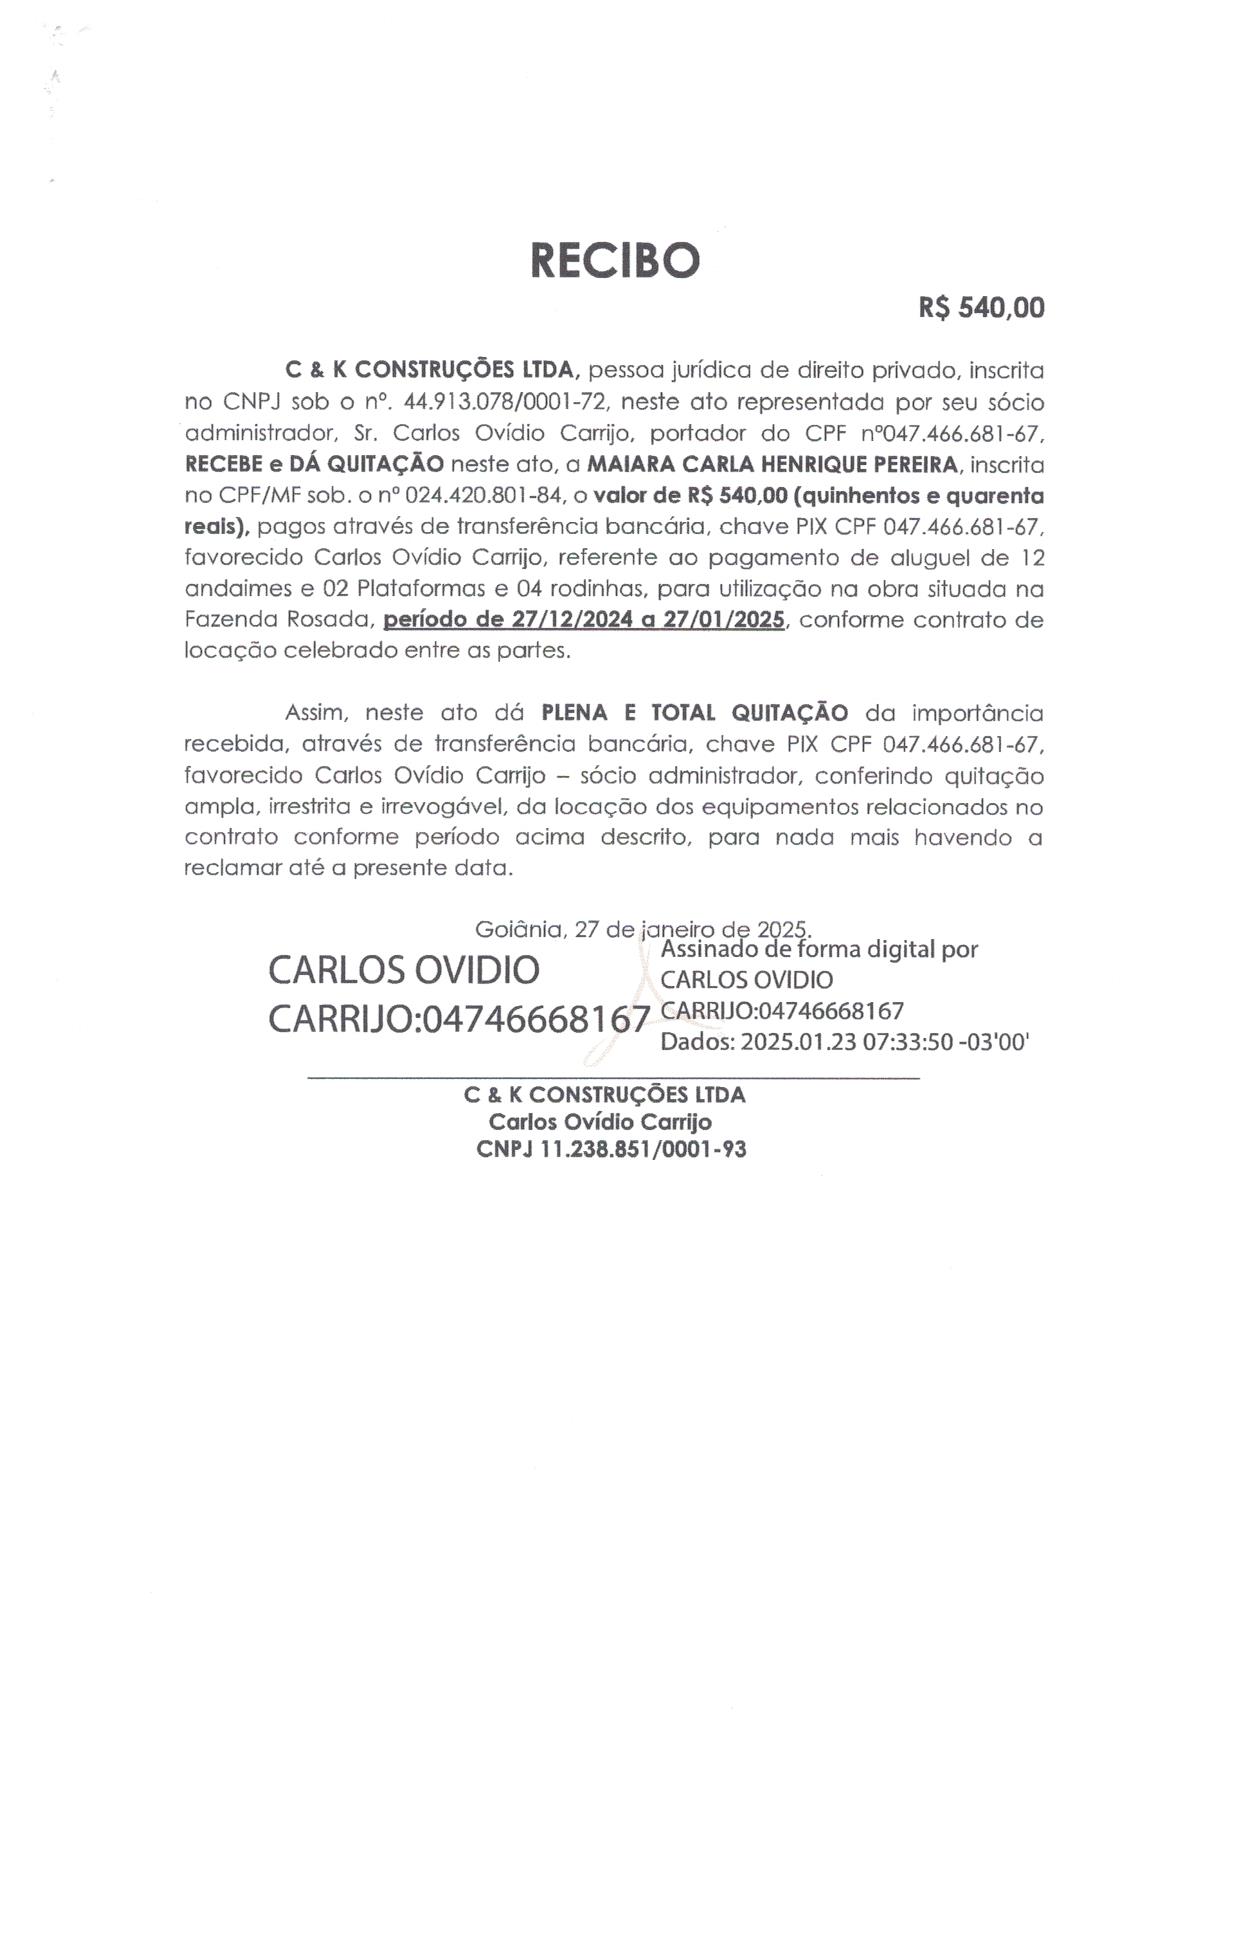 RECIBO
R$ 540,00
C & K CONSTRUÇÕES LTDA, pessoa jurídica de direito privado, inscrita
no CNPJ sob o nº. 44.913.078/0001-72, neste ato representada por seu sócio
administrador, Sr. Carlos Ovídio Carrijo, portador do CPF nº047.466.681-67,
RECEBE e DÁ QUITAÇÃO neste ato, a MAIARA CARLA HENRIQUE PEREIRA, inscrita
no CPF/MF sob. o nº 024.420.801-84, o valor de R$ 540,00 (quinhentos e quarenta
reais), pagos através de transferência bancária, chave PIX CPF 047.466.681-67,
favorecido Carlos Ovídio Carrijo, referente ao pagamento de aluguel de 12
andaimes e 02 Plataformas e 04 rodinhas, para utilização na obra situada na
Fazenda Rosada, período de 27/12/2024 a 27/01/2025, conforme contrato de
locação celebrado entre as partes.
Assim, neste ato dá PLENA E TOTAL QUITAÇÃO da importância
recebida, através de transferência bancária, chave PIX CPF 047.466.681-67,
favorecido Carlos Ovídio Carrijo – sócio administrador, conferindo quitação
ampla, irrestrita e irrevogável, da locação dos equipamentos relacionados no
contrato conforme período acima descrito, para nada mais havendo a
reclamar até a presente data.
Goiânia, 27 de janeiro de 2025.
CARLOS OVIDIO
CARRIJO:04746668167
Assinado de forma digital por
CARLOS OVIDIO
CARRIJO:04746668167
Dados: 2025.01.23 07:33:50 -03'00'
C & K CONSTRUÇÕES LTDA
Carlos Ovídio Carrijo
CNPJ 11.238.851/0001-93